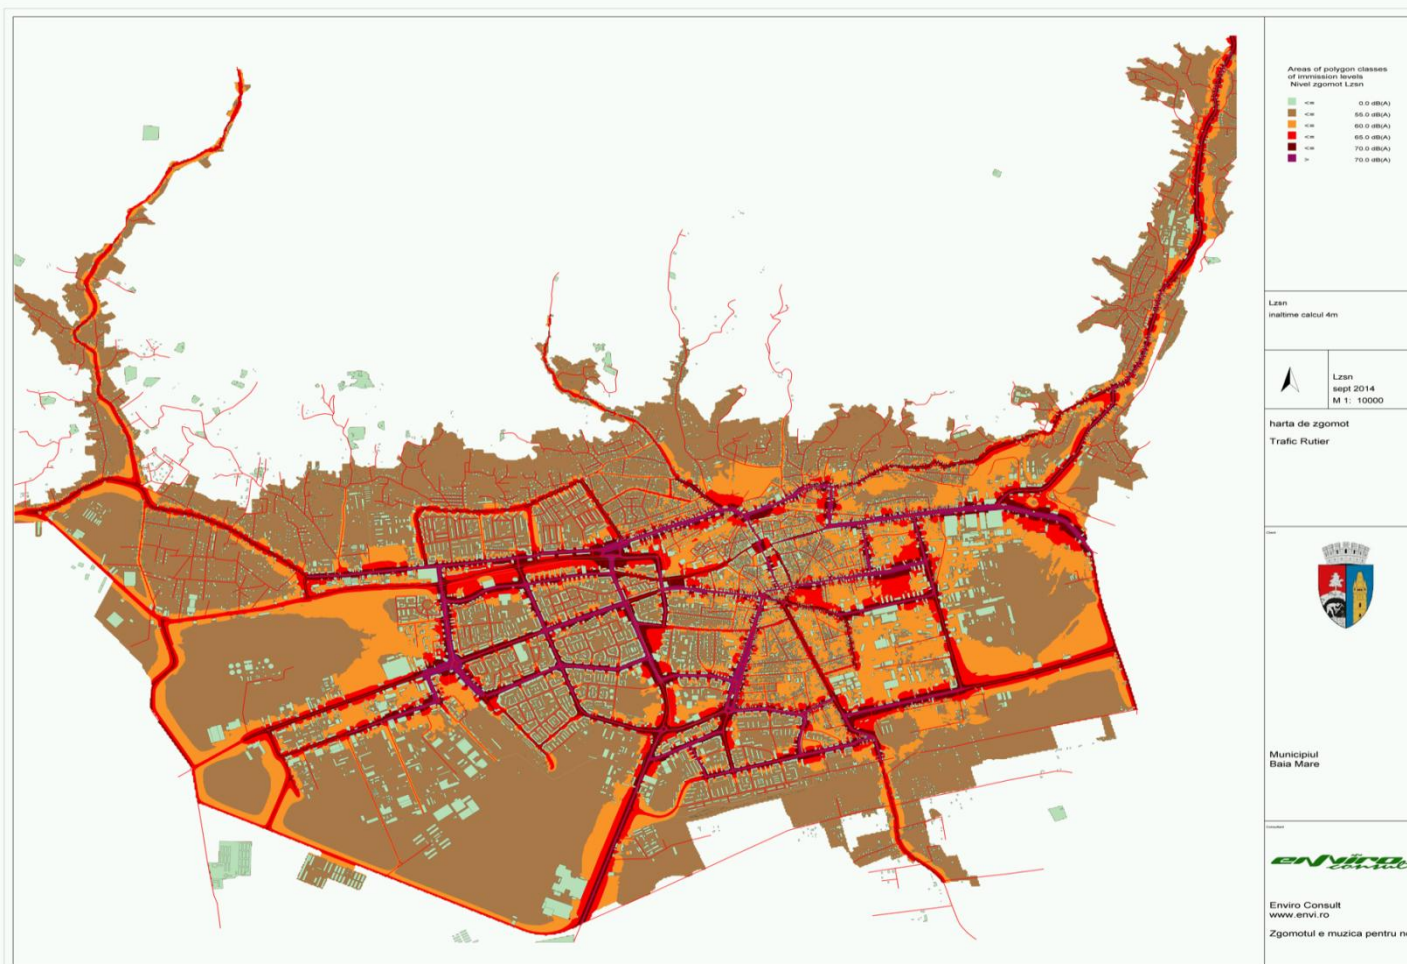 Areas of polygon classes
of immission levels
Nivel zgomot Lzsn
<= 0.0 dB(A)
<= 55.0 dB(A)
<= 60.0 dB(A)
<= 65.0 dB(A)
<= 70.0 dB(A)
> 70.0 dB(A)
Lzsn
inaltime calcul 4m
Lzsn
sept 2014
M 1: 10000
harta de zgomot
Trafic Rutier
Municipiul
Baia Mare
enviro
consult
Enviro Consult
www.envi.ro
Zgomotul e muzica pentru